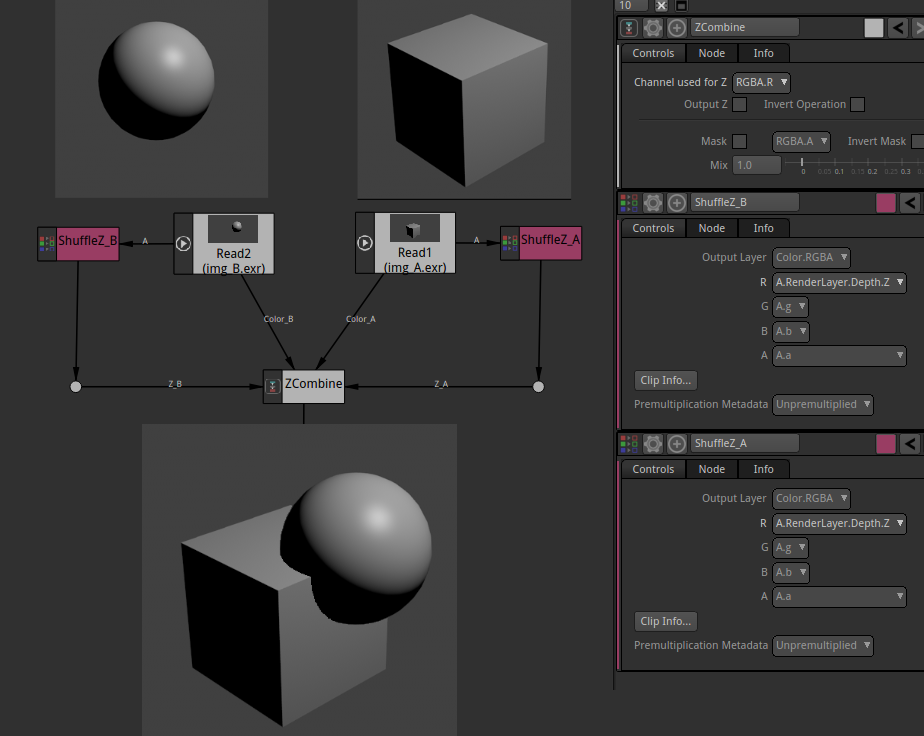 10
ZCombine
Controls Node Info
Channel used for Z RGBA.R
Output Z Invert Operation
Mask RGBA.A Invert Mask
Mix 1.0
0 0.05 0.1 0.15 0.2 0.25 0.3
ShuffleZ_B
Controls Node Info
Output Layer Color.RGBA
R A.RenderLayer.Depth.Z
G A.g
B A.b
A A.a
Clip Info...
Premultiplication Metadata Unpremultiplied
ShuffleZ_A
Controls Node Info
Output Layer Color.RGBA
R A.RenderLayer.Depth.Z
G A.g
B A.b
A A.a
Clip Info...
Premultiplication Metadata Unpremultiplied
ShuffleZ_B
A
Read2
(img_B.exr)
Read1
(img_A.exr)
A
ShuffleZ_A
Color_B
Color_A
Z_B
ZCombine
Z_A